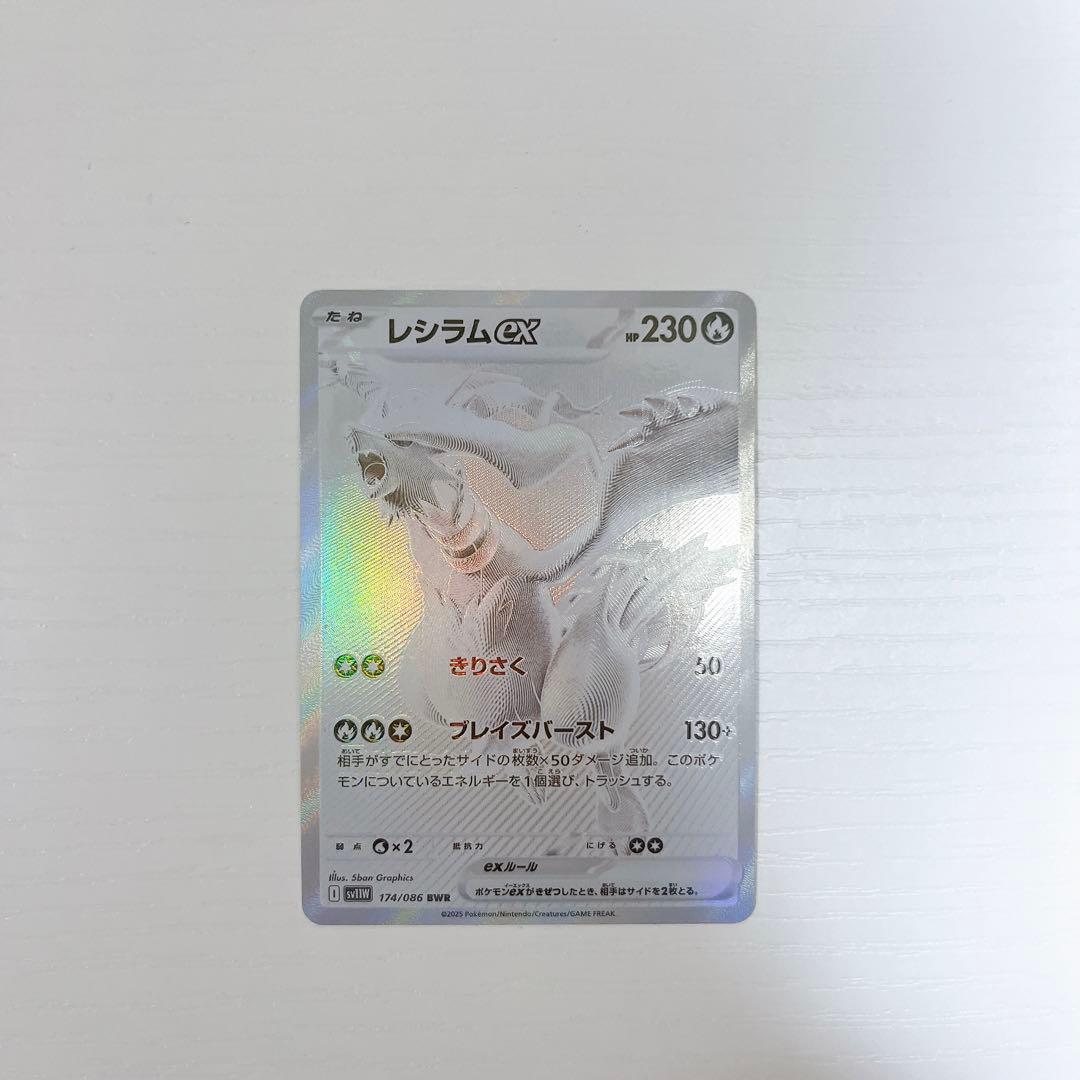 たね レシラムex HP230
きりさく 50
ブレイズバースト 130+
相手がすでにとったサイドの枚数×50ダメージ追加。このポケ
モンについているエネルギーを1個選び、トラッシュする。
弱点 ×2 抵抗力 にげる
exルール
ポケモンexがきぜつしたとき、相手はサイドを2枚とる。
Illus. 5ban Graphics
I sv11W 174/086 BWR
©2025 Pokémon/Nintendo/Creatures/GAME FREAK.